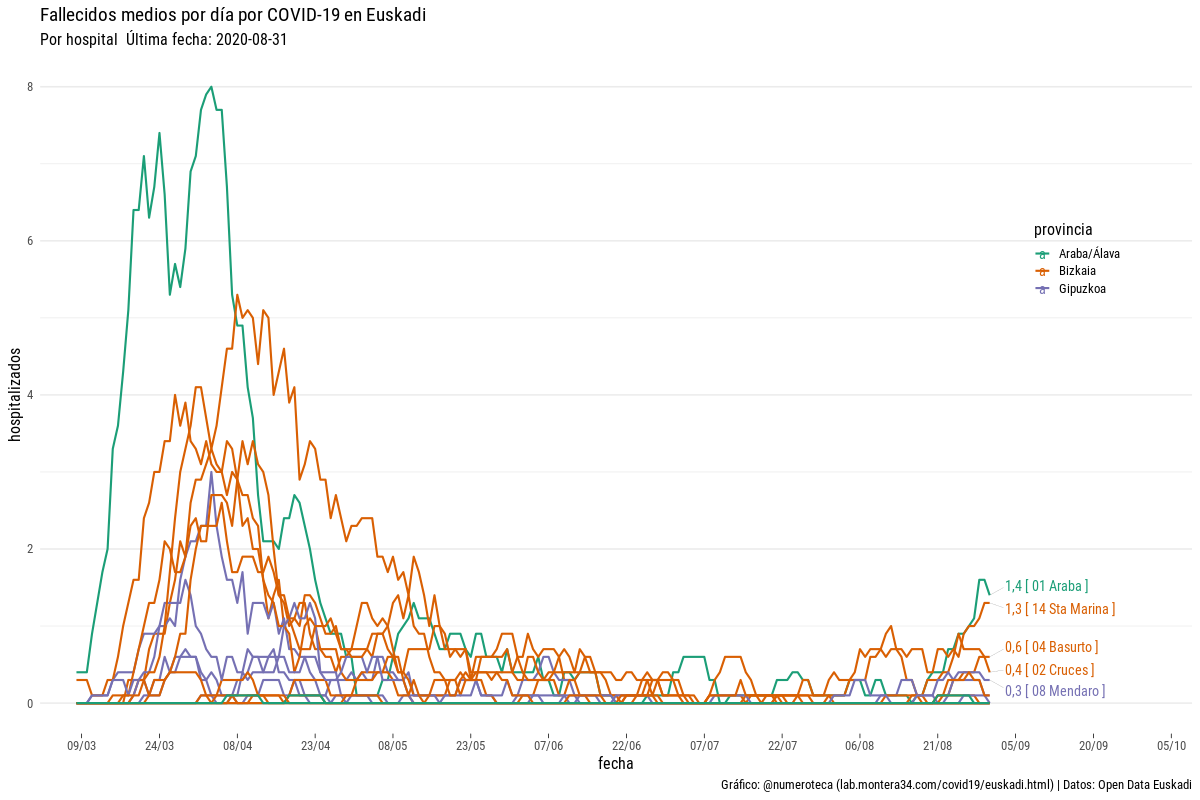 Fallecidos medios por día por COVID-19 en Euskadi
Por hospital  Última fecha: 2020-08-31
8
6
4
2
0
hospitalizados
provincia
a Araba/Álava
a Bizkaia
a Gipuzkoa
1,4 [ 01 Araba ]
1,3 [ 14 Sta Marina ]
0,6 [ 04 Basurto ]
0,4 [ 02 Cruces ]
0,3 [ 08 Mendaro ]
09/03 24/03 08/04 23/04 08/05 23/05 07/06 22/06 07/07 22/07 06/08 21/08 05/09 20/09 05/10
fecha
Gráfico: @numeroteca (lab.montera34.com/covid19/euskadi.html) | Datos: Open Data Euskadi